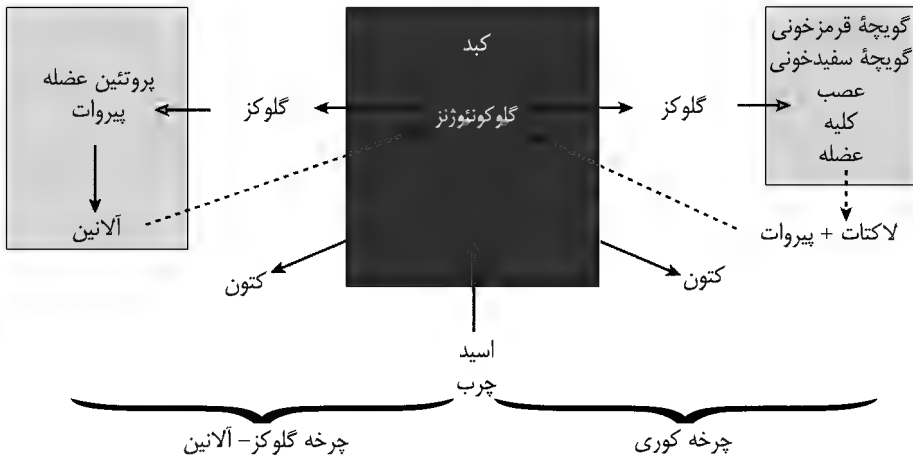 گویچهٔ قرمزخونی
گویچهٔ سفیدخونی
عصب
کلیه
عضله
گلوکز
لاکتات + پیروات
کتون
کبد
گلوکونئوژنز
گلوکز
پروتئین عضله
پیروات
آلانین
کتون
اسید
چرب
چرخه کوری
چرخه گلوکز- آلانین